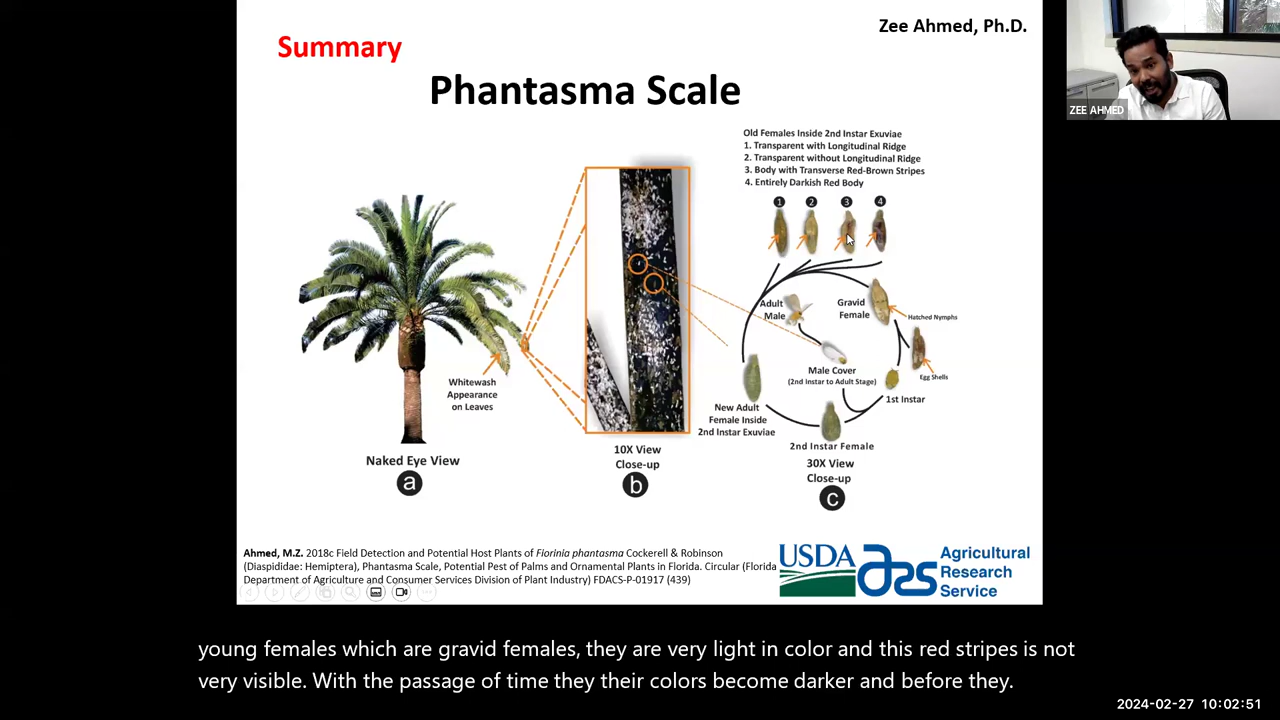 Zee Ahmed, Ph.D.
Summary
Phantasma Scale
ZEE AHMED
Old Females Inside 2nd Instar Exuviae
1. Transparent with Longitudinal Ridge
2. Transparent without Longitudinal Ridge
3. Body with Transverse Red-Brown Stripes
4. Entirely Darkish Red Body
1 2 3 4
Adult
Male
Gravid
Female
Hatched Nymphs
Egg Shells
Male Cover
(2nd Instar to Adult Stage)
1st Instar
Whitewash
Appearance
on Leaves
New Adult
Female Inside
2nd Instar Exuviae
2nd Instar Female
Naked Eye View
a
10X View
Close-up
b
30X View
Close-up
c
Ahmed, M.Z. 2018c Field Detection and Potential Host Plants of Fiorinia phantasma Cockerell & Robinson
(Diaspididae: Hemiptera), Phantasma Scale, Potential Pest of Palms and Ornamental Plants in Florida. Circular (Florida
Department of Agriculture and Consumer Services Division of Plant Industry) FDACS-P-01917 (439)
USDA
ars
Agricultural
Research
Service
young females which are gravid females, they are very light in color and this red stripes is not
very visible. With the passage of time they their colors become darker and before they.
2024-02-27 10:02:51